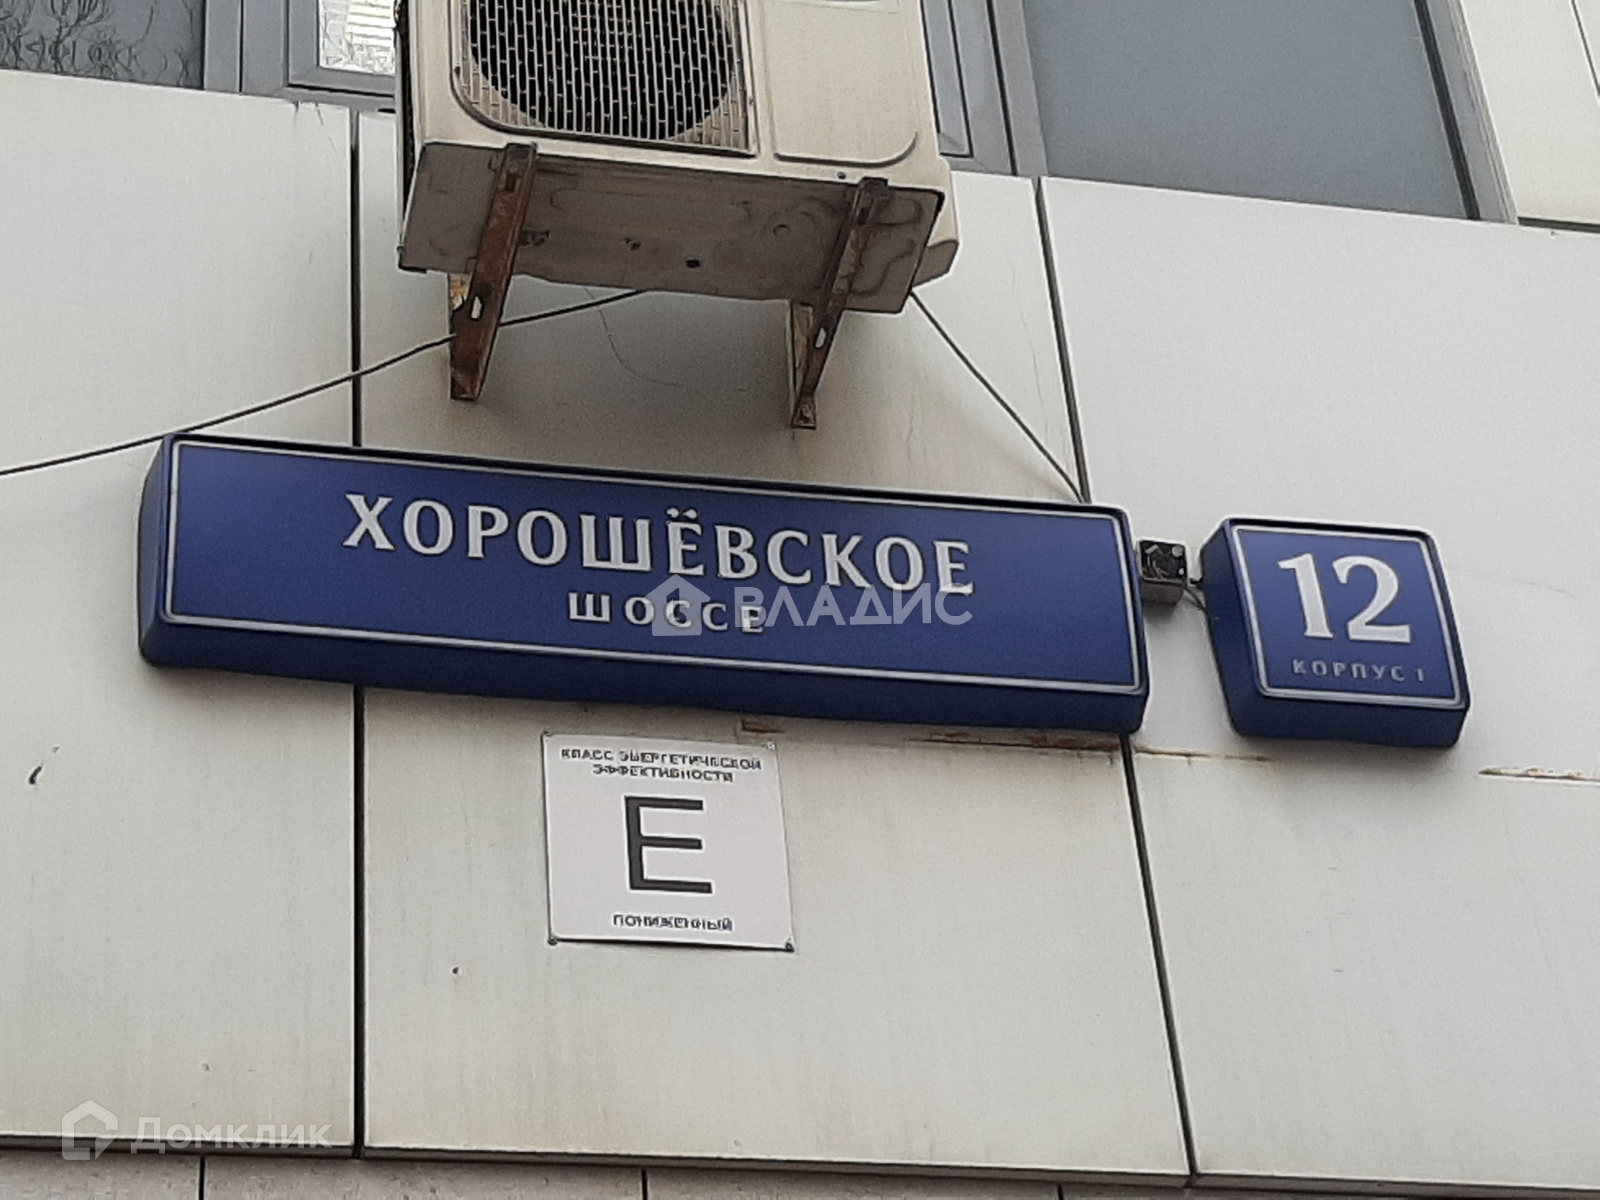 ХОРОШЁВСКОЕ
ШОССЕ
ВЛАДИС
12
КОРПУС 1
КЛАСС ЭНЕРГЕТИЧЕСКОЙ
ЭФФЕКТИВНОСТИ
E
ПОНИЖЕННЫЙ
Домклик